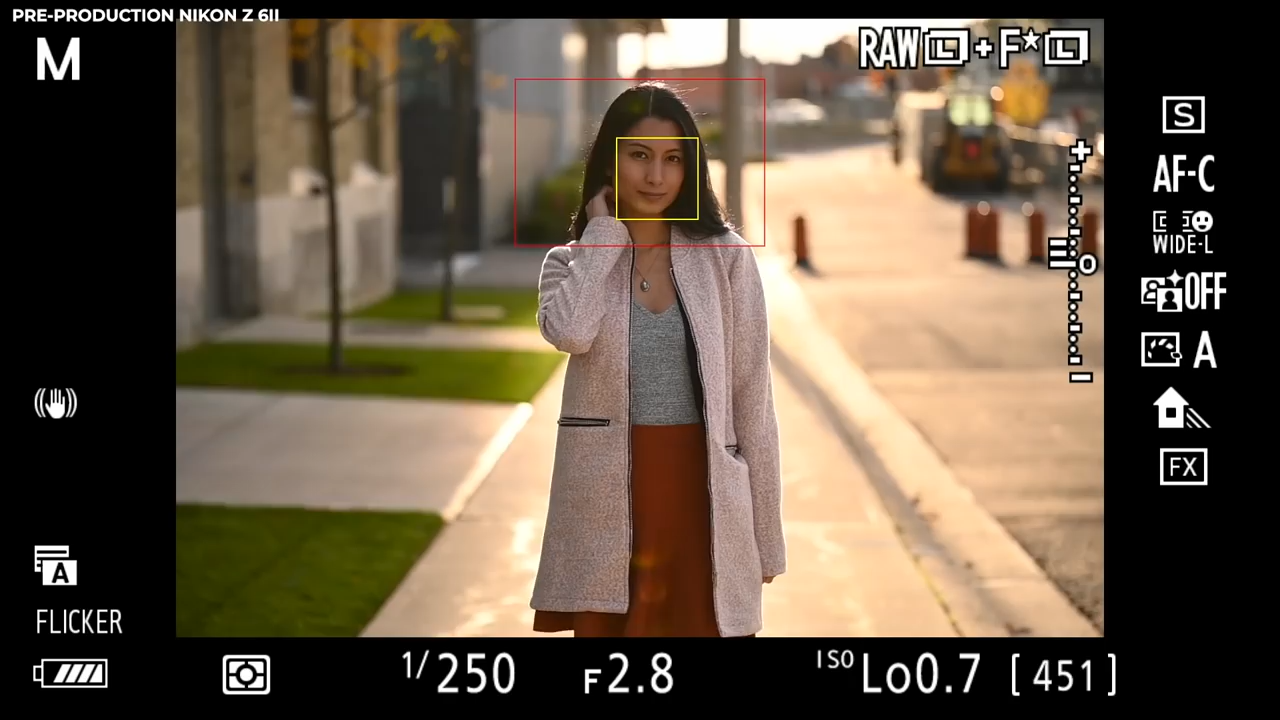 PRE-PRODUCTION NIKON Z 6II
M
RAW L + F★ L
S
AF-C
WIDE-L
OFF
A
FX
A
FLICKER
1/250 F2.8 ISO Lo0.7 [451]